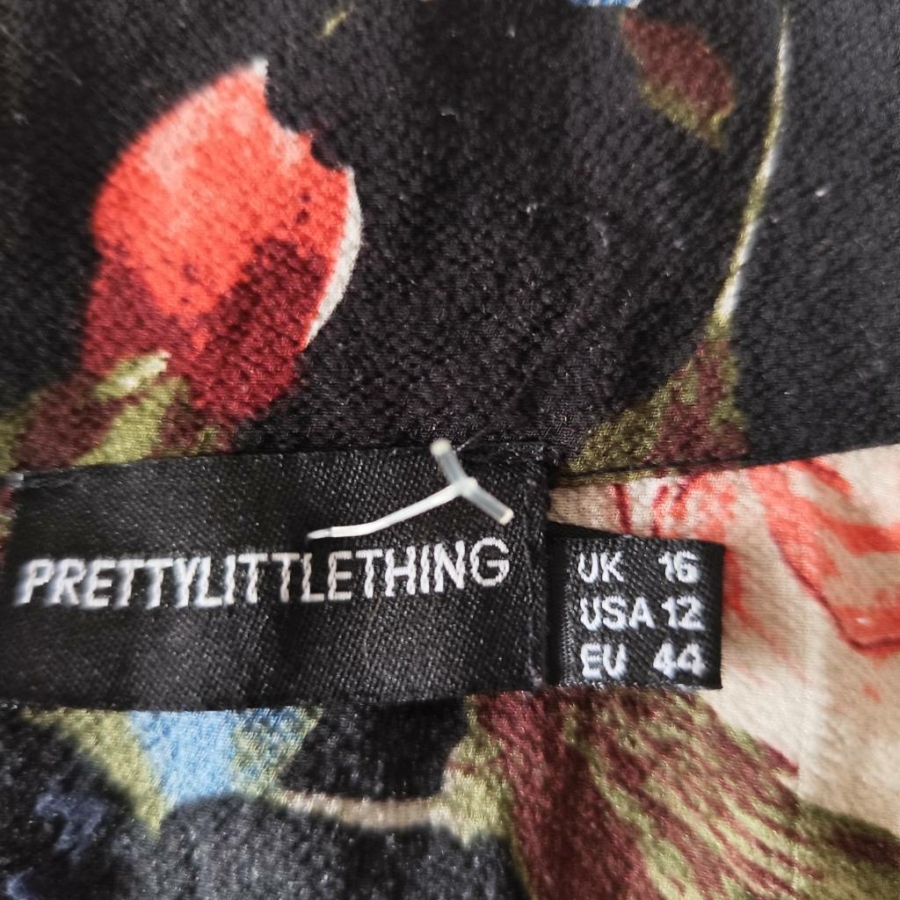 PRETTYLITTLETHING
UK 16
USA 12
EU 44